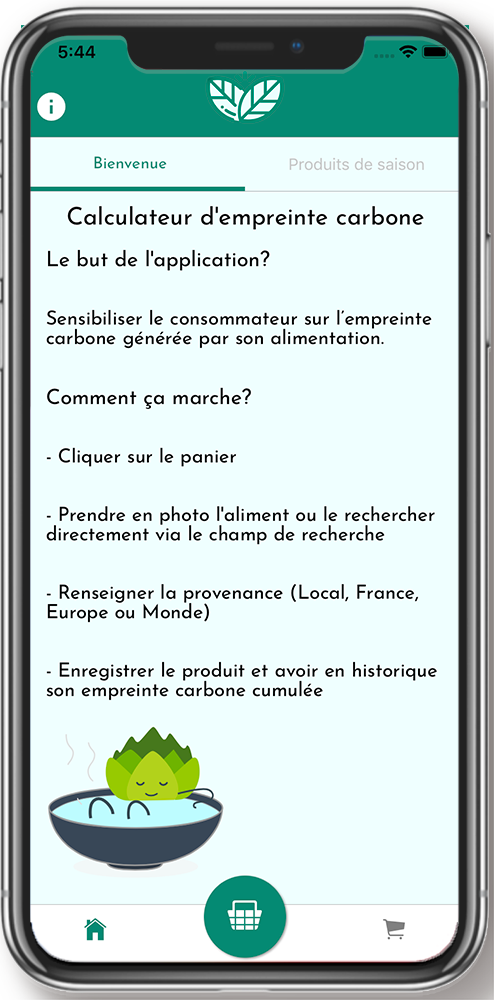 5:44
i
Bienvenue
Produits de saison
Calculateur d'empreinte carbone
Le but de l'application?
Sensibiliser le consommateur sur l’empreinte
carbone générée par son alimentation.
Comment ça marche?
- Cliquer sur le panier
- Prendre en photo l'aliment ou le rechercher
directement via le champ de recherche
- Renseigner la provenance (Local, France,
Europe ou Monde)
- Enregistrer le produit et avoir en historique
son empreinte carbone cumulée